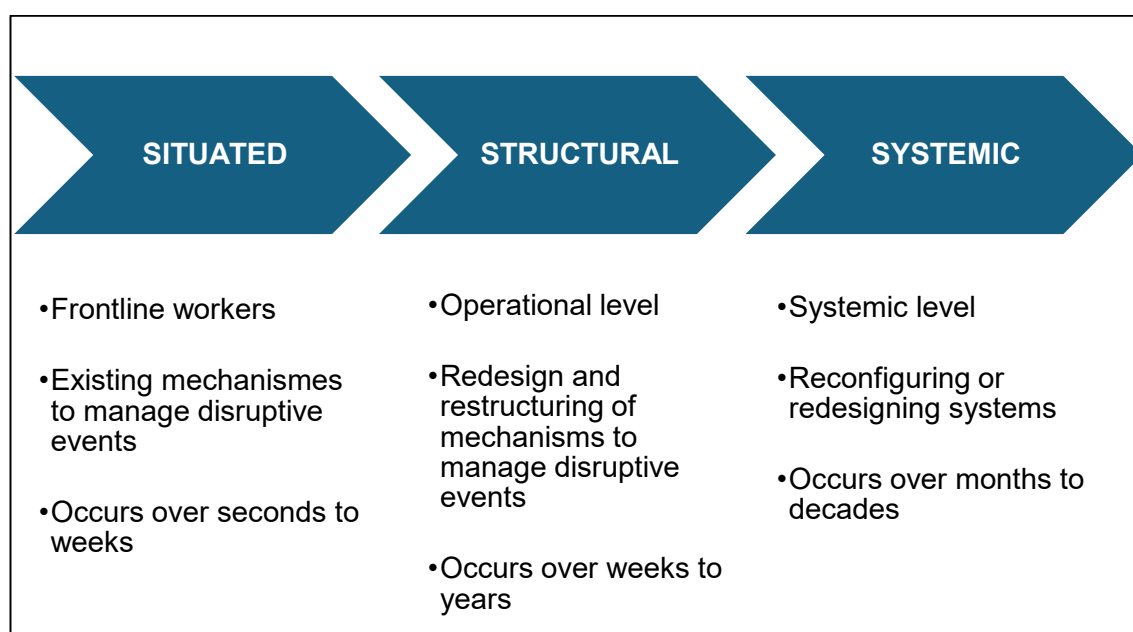 SITUATED
STRUCTURAL
SYSTEMIC
•Frontline workers
•Existing mechanismes
to manage disruptive
events
•Occurs over seconds to
weeks
•Operational level
•Redesign and
restructuring of
mechanisms to
manage disruptive
events
•Occurs over weeks to
years
•Systemic level
•Reconfiguring or
redesigning systems
•Occurs over months to
decades